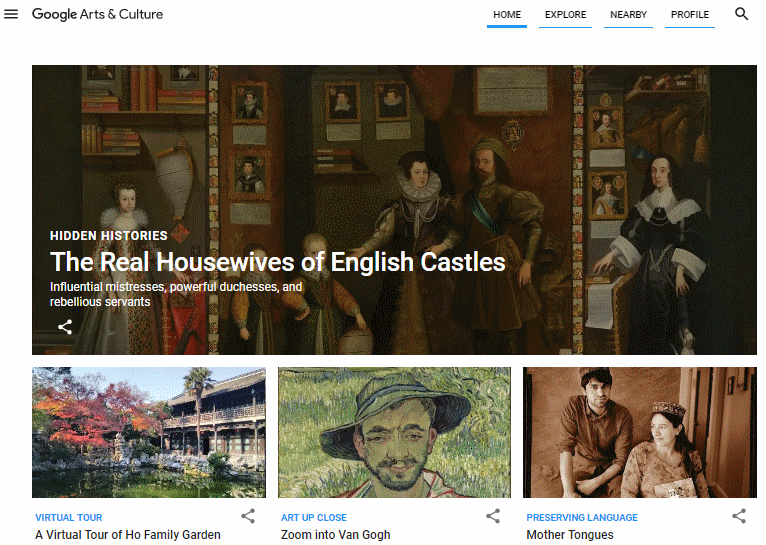 Google Arts & Culture
HOME
EXPLORE
NEARBY
PROFILE
HIDDEN HISTORIES
The Real Housewives of English Castles
Influential mistresses, powerful duchesses, and
rebellious servants
VIRTUAL TOUR
A Virtual Tour of Ho Family Garden
ART UP CLOSE
Zoom into Van Gogh
PRESERVING LANGUAGE
Mother Tongues